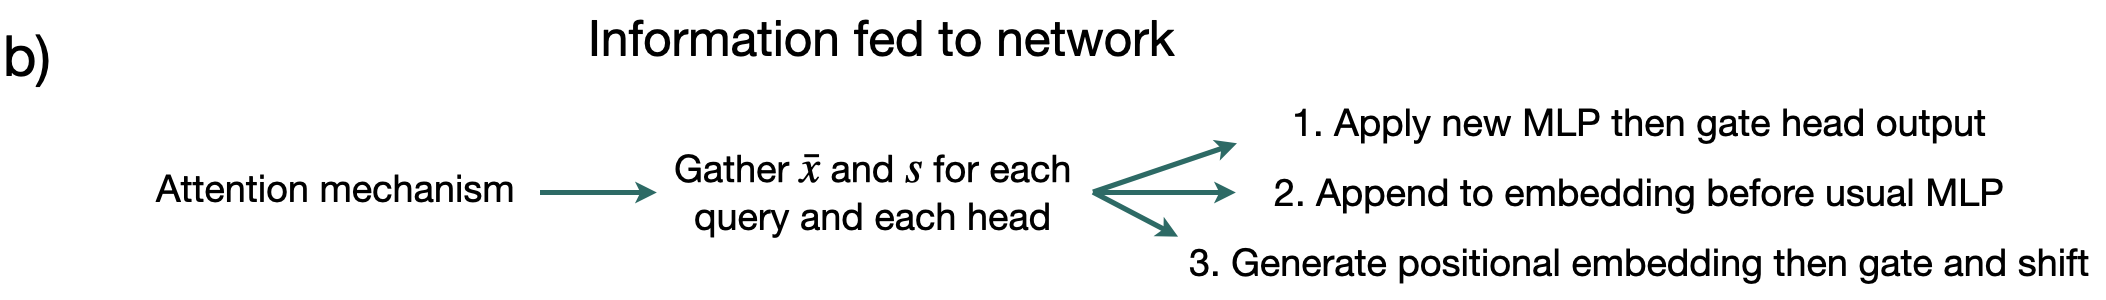 b)
Information fed to network
Attention mechanism
Gather x̄ and s for each
query and each head
1. Apply new MLP then gate head output
2. Append to embedding before usual MLP
3. Generate positional embedding then gate and shift